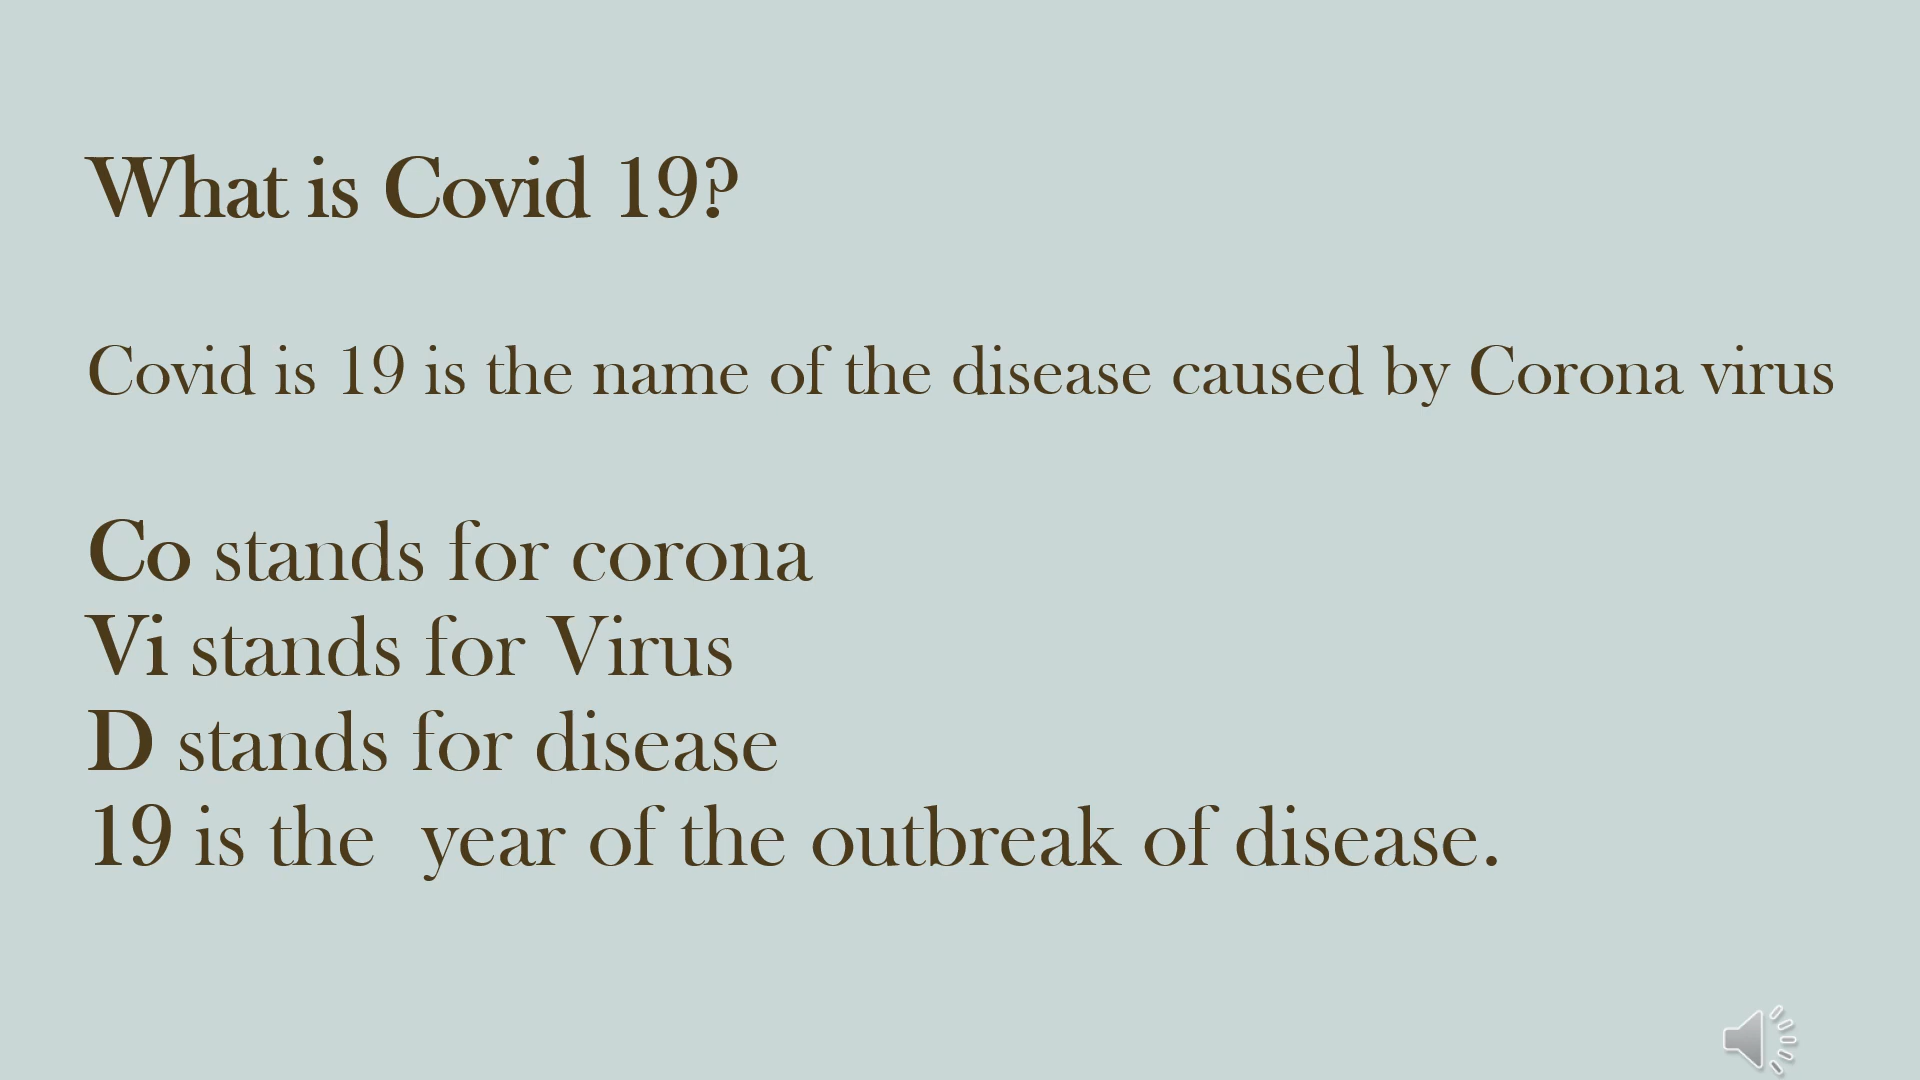 What is Covid 19?
Covid is 19 is the name of the disease caused by Corona virus
Co stands for corona
Vi stands for Virus
D stands for disease
19 is the  year of the outbreak of disease.